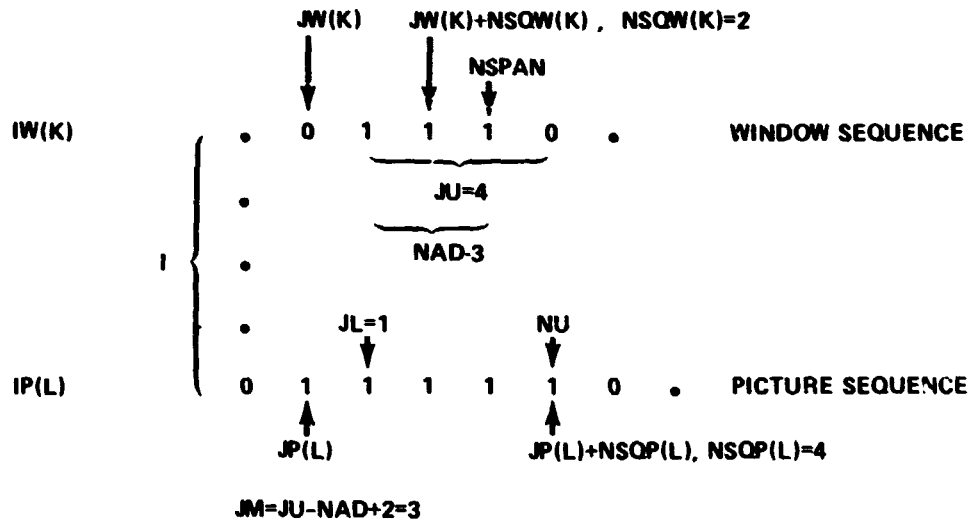 JW(K) JW(K)+NSQW(K) , NSQW(K)=2
NSPAN
IW(K) • 0 1 1 1 0 • WINDOW SEQUENCE
JU=4
NAD-3
I
JL=1 NU
IP(L) 0 1 1 1 1 1 0 • PICTURE SEQUENCE
JP(L) JP(L)+NSQP(L), NSQP(L)=4
JM=JU-NAD+2=3